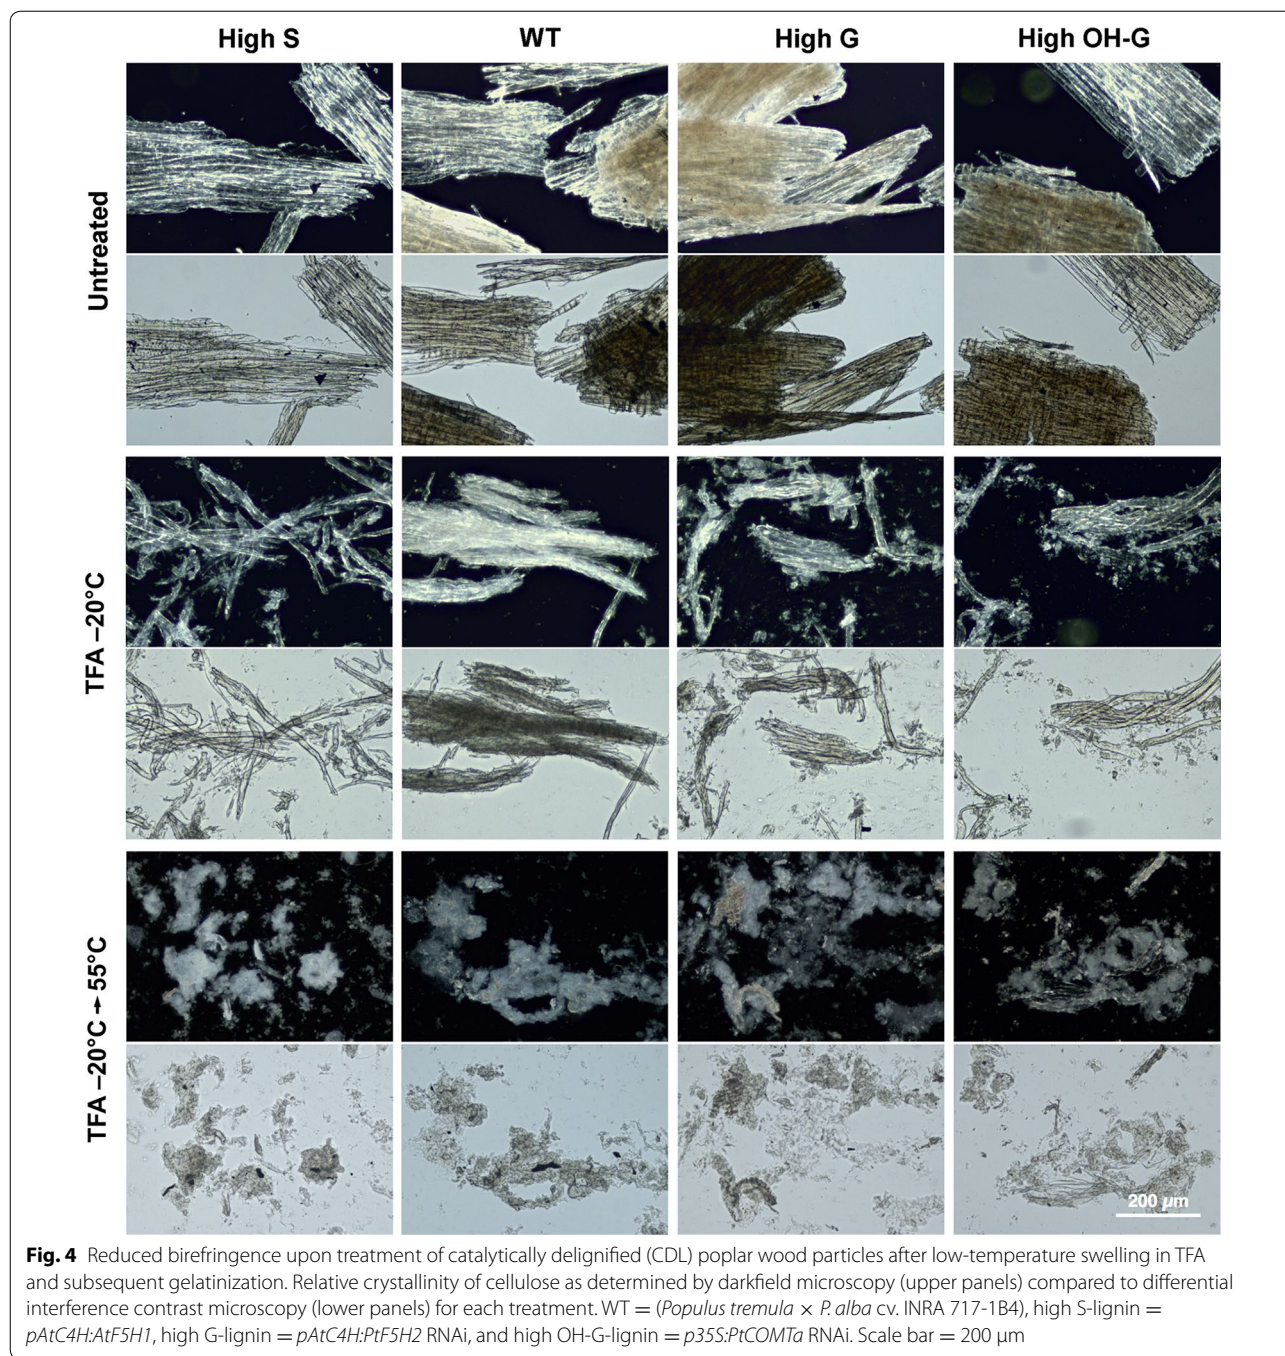 High S WT High G High OH-G
Untreated
TFA –20°C
TFA –20°C → 55°C
200 µm
Fig. 4 Reduced birefringence upon treatment of catalytically delignified (CDL) poplar wood particles after low-temperature swelling in TFA
and subsequent gelatinization. Relative crystallinity of cellulose as determined by darkfield microscopy (upper panels) compared to differential
interference contrast microscopy (lower panels) for each treatment. WT = (Populus tremula × P. alba cv. INRA 717-1B4), high S-lignin =
pAtC4H:AtF5H1, high G-lignin = pAtC4H:PtF5H2 RNAi, and high OH-G-lignin = p35S:PtCOMTa RNAi. Scale bar = 200 µm